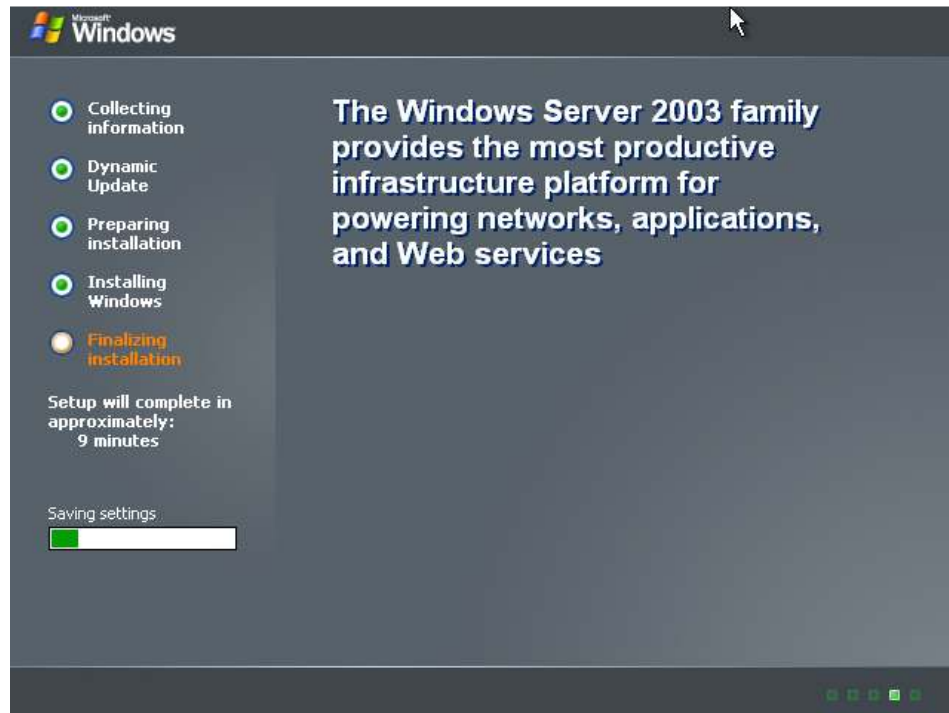 Microsoft
Windows
Collecting
information
Dynamic
Update
Preparing
installation
Installing
Windows
Finalizing
installation
Setup will complete in
approximately:
9 minutes
Saving settings
The Windows Server 2003 family
provides the most productive
infrastructure platform for
powering networks, applications,
and Web services